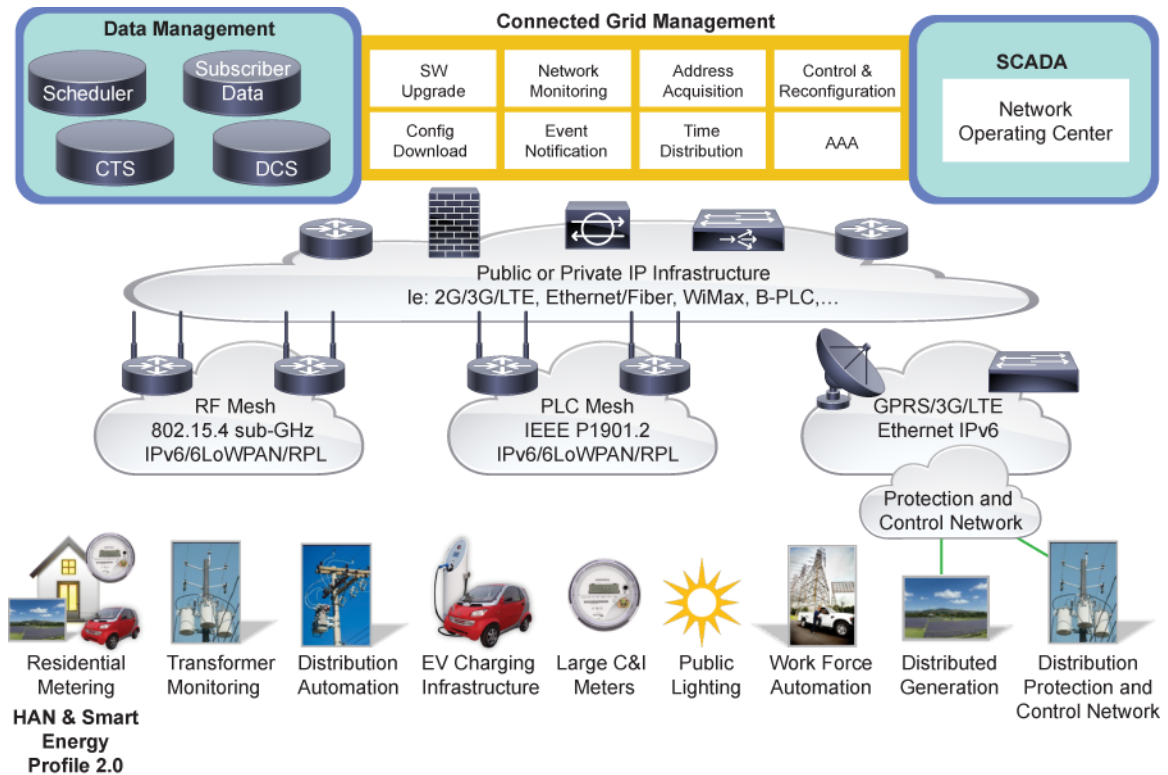 Data Management
Scheduler
Subscriber
Data
CTS
DCS
Connected Grid Management
SW
Upgrade
Network
Monitoring
Address
Acquisition
Control &
Reconfiguration
Config
Download
Event
Notification
Time
Distribution
AAA
SCADA
Network
Operating Center
Public or Private IP Infrastructure
Ie: 2G/3G/LTE, Ethernet/Fiber, WiMax, B-PLC,...
RF Mesh
802.15.4 sub-GHz
IPv6/6LoWPAN/RPL
PLC Mesh
IEEE P1901.2
IPv6/6LoWPAN/RPL
GPRS/3G/LTE
Ethernet IPv6
Protection and
Control Network
Residential
Metering
HAN & Smart
Energy
Profile 2.0
Transformer
Monitoring
Distribution
Automation
EV Charging
Infrastructure
Large C&I
Meters
Public
Lighting
Work Force
Automation
Distributed
Generation
Distribution
Protection and
Control Network